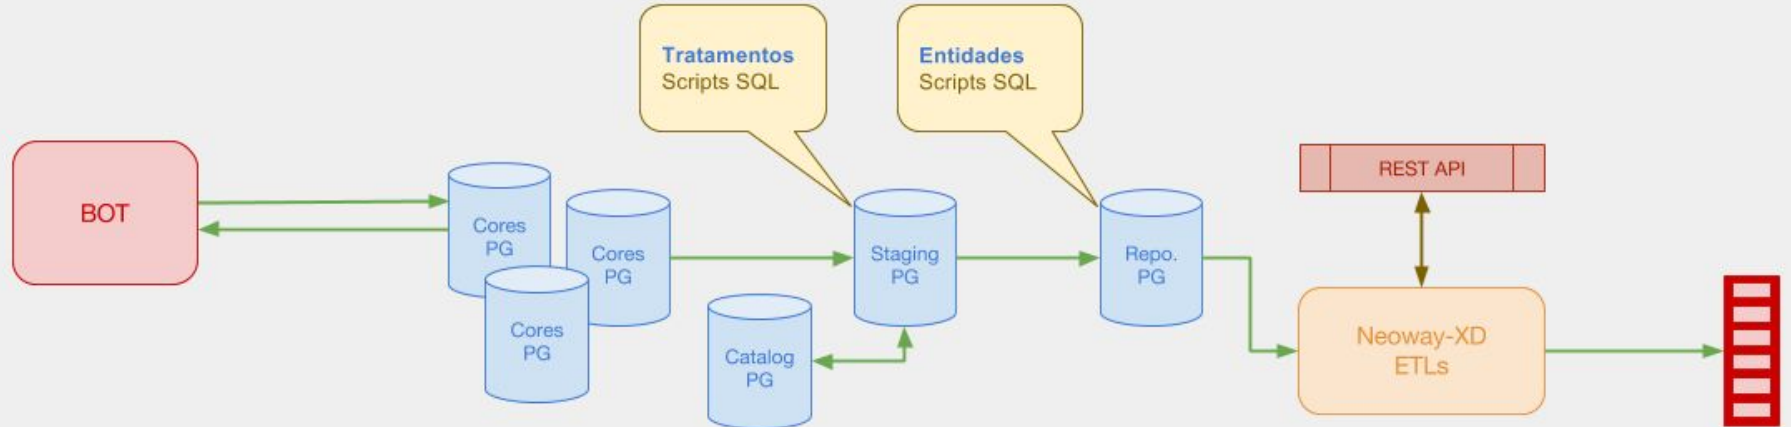 Tratamentos
Scripts SQL
Entidades
Scripts SQL
BOT
Cores
PG
Cores
PG
Cores
PG
Catalog
PG
Staging
PG
Repo.
PG
REST API
Neoway-XD
ETLs